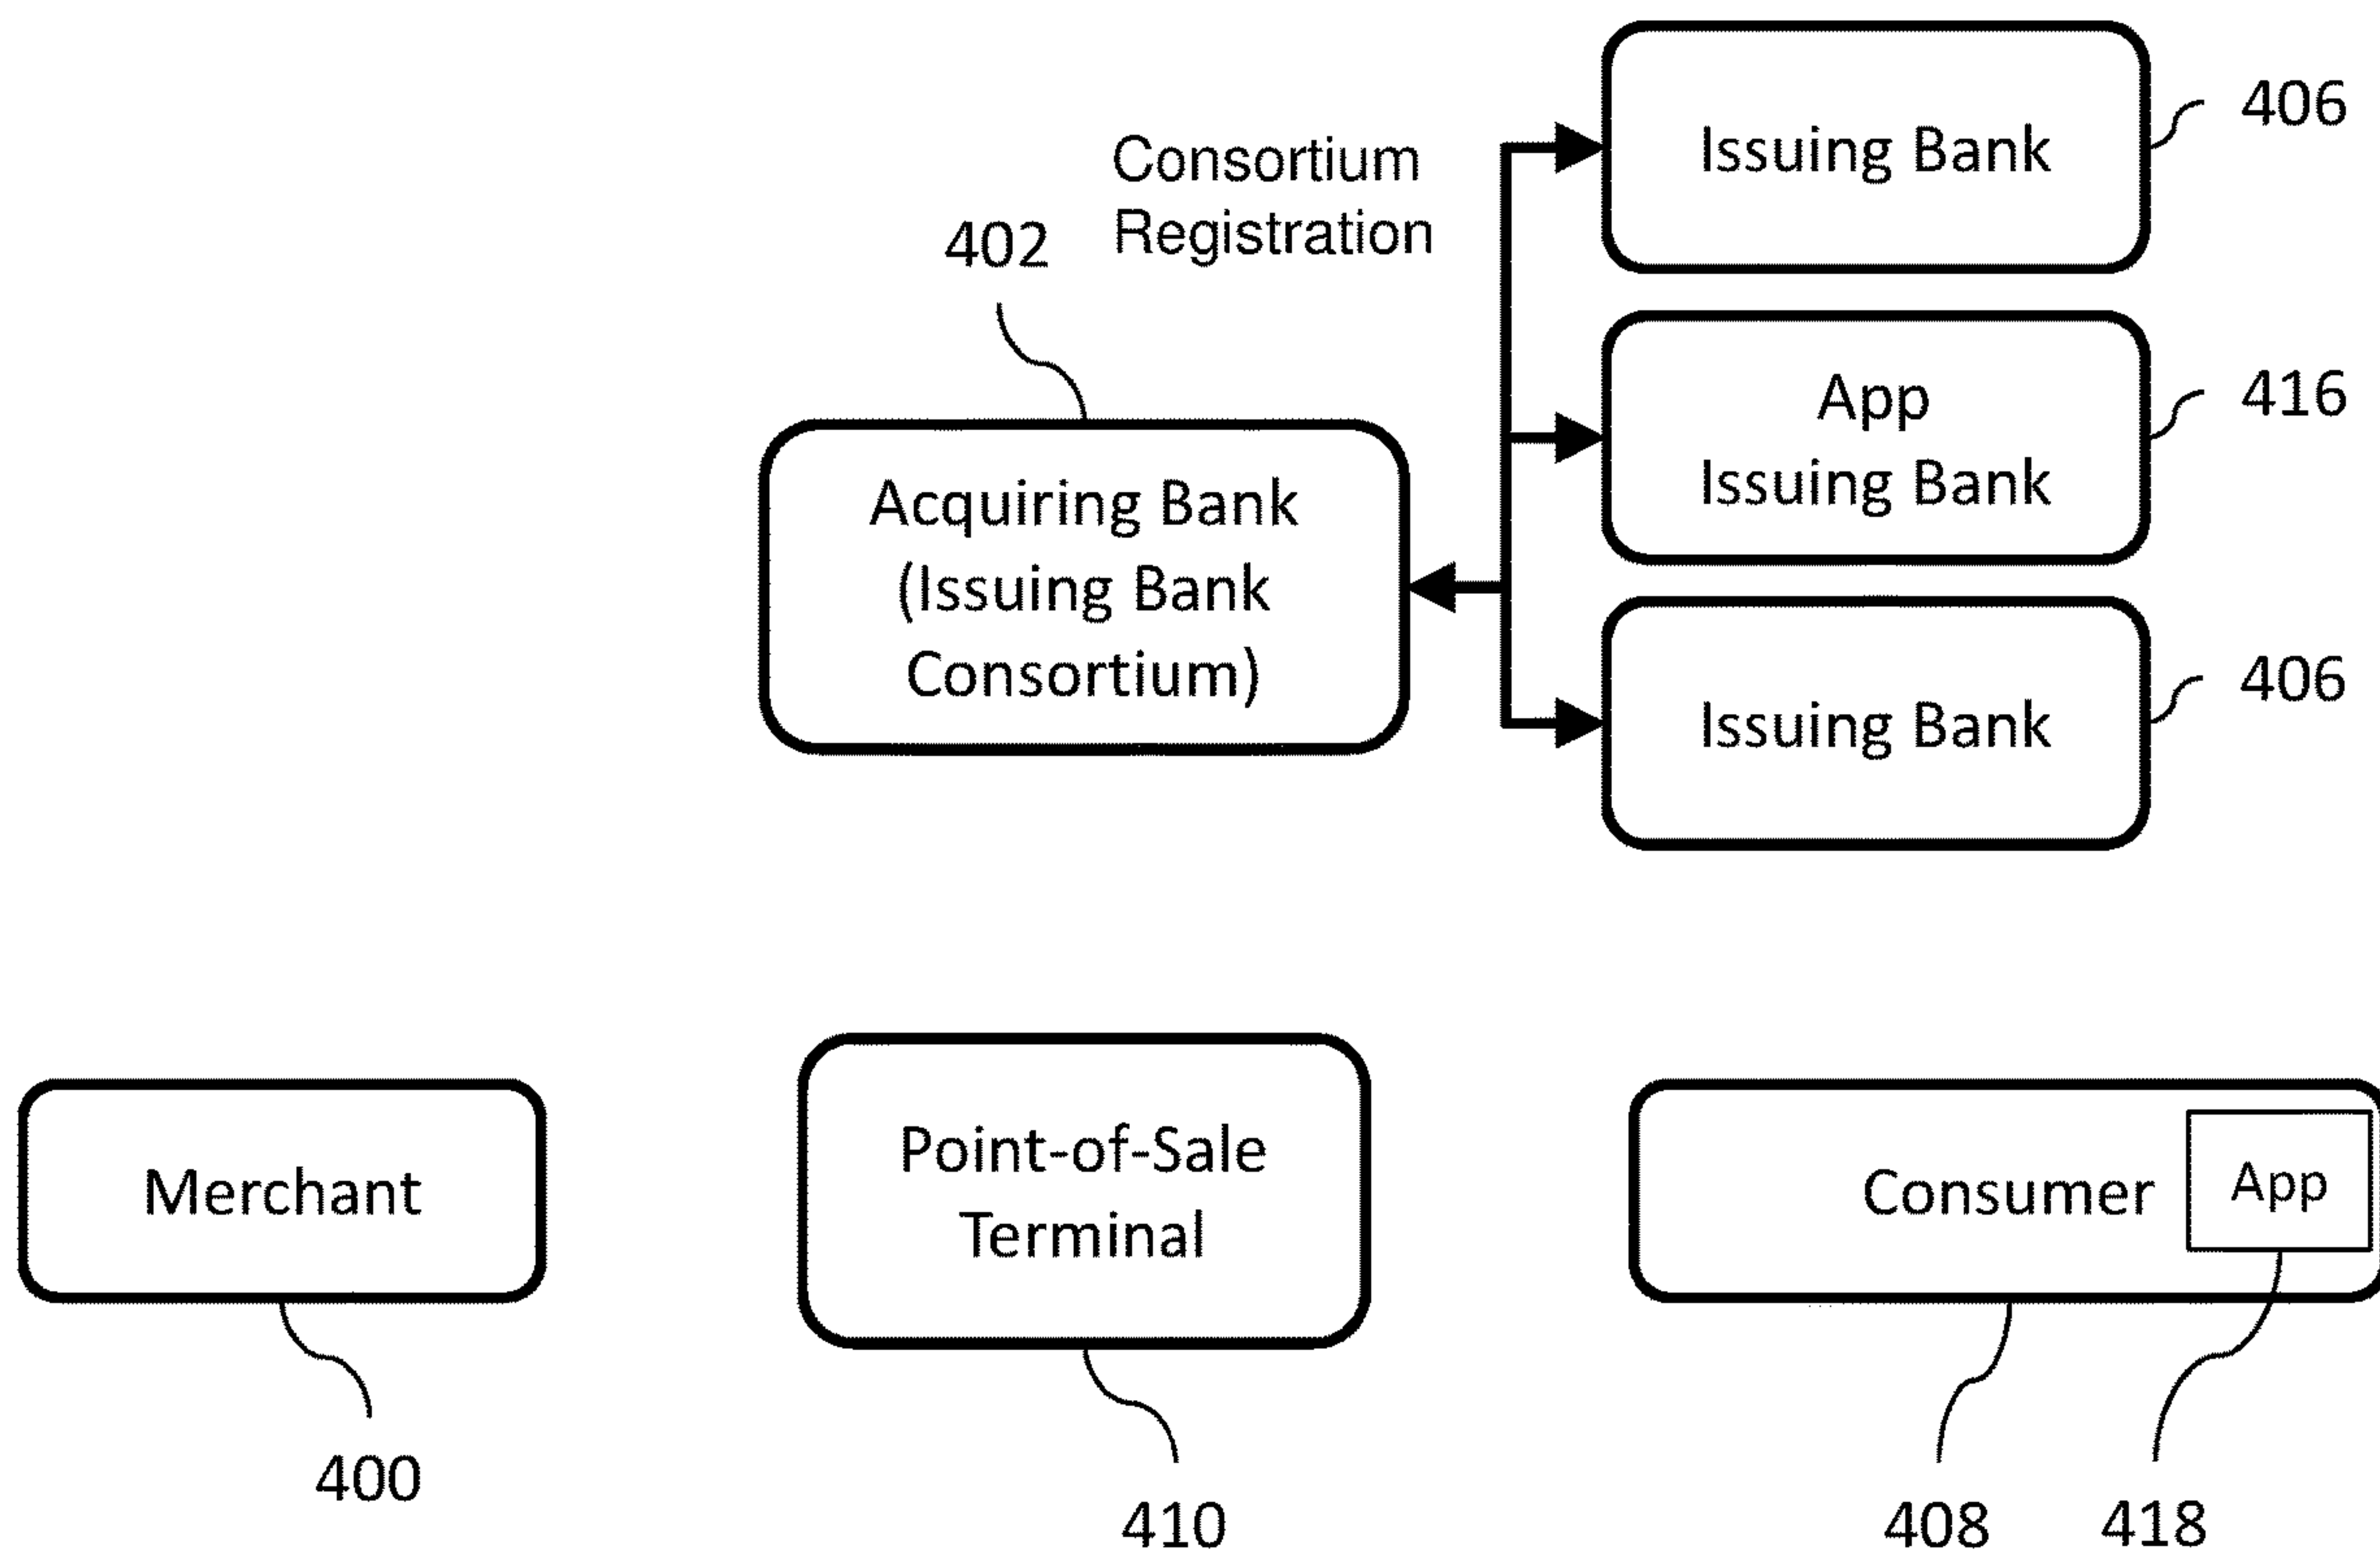 406
Issuing Bank
Consortium
Registration
402
416
App
Issuing Bank
Acquiring Bank
(Issuing Bank
Consortium)
406
Issuing Bank
Merchant
Point-of-Sale
Terminal
Consumer
App
400
410
408
418